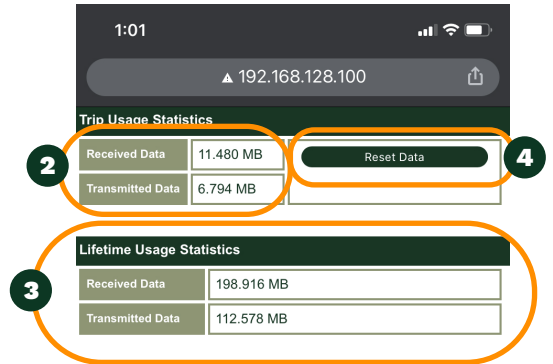 1:01
192.168.128.100
Trip Usage Statistics
Received Data 11.480 MB Reset Data
Transmitted Data 6.794 MB
Lifetime Usage Statistics
Received Data 198.916 MB
Transmitted Data 112.578 MB
2
4
3